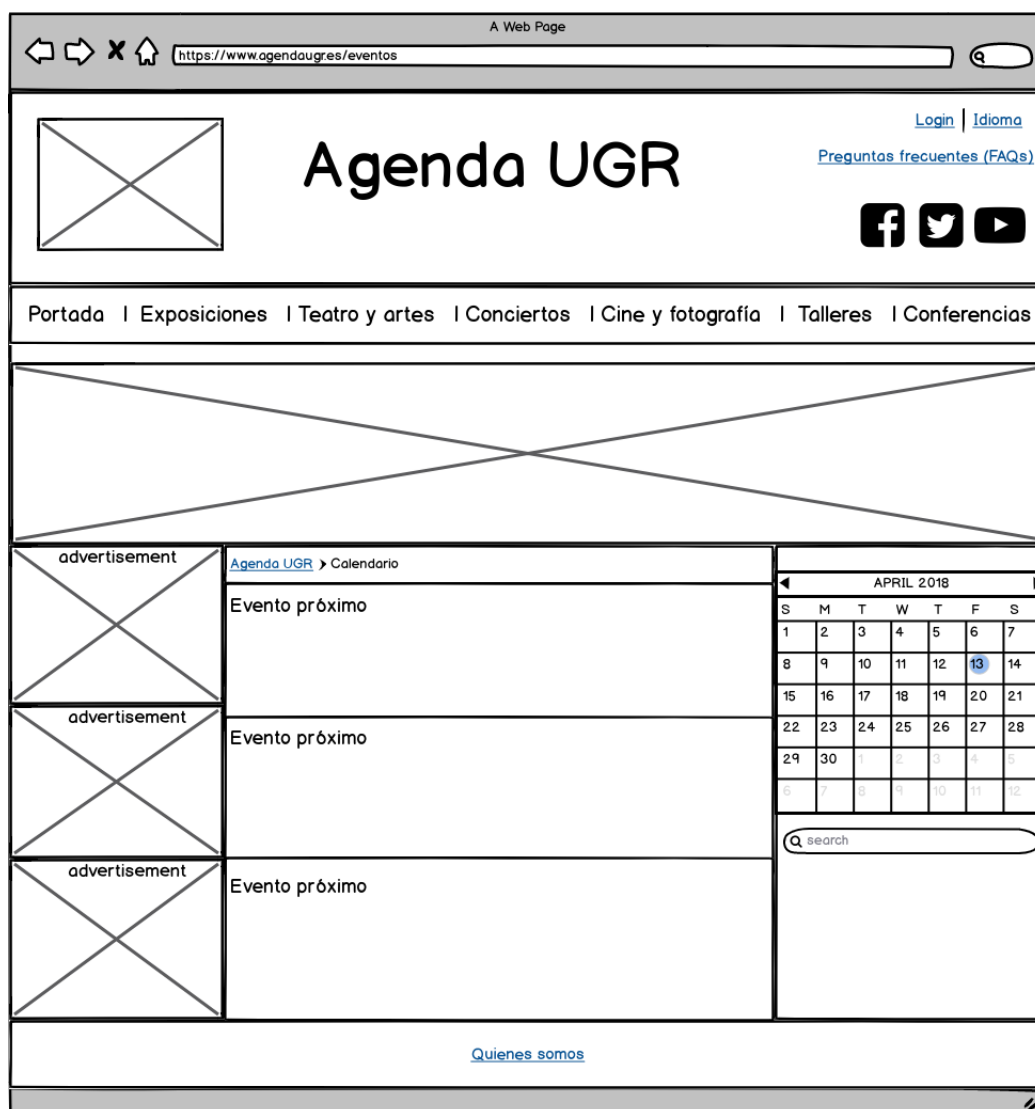 A Web Page
https://www.agendaugr.es/eventos
Login | Idioma
Agenda UGR
Preguntas frecuentes (FAQs)
Portada | Exposiciones | Teatro y artes | Conciertos | Cine y fotografía | Talleres | Conferencias
advertisement
advertisement
advertisement
Agenda UGR > Calendario
Evento próximo
Evento próximo
Evento próximo
APRIL 2018
S M T W T F S
1 2 3 4 5 6 7
8 9 10 11 12 13 14
15 16 17 18 19 20 21
22 23 24 25 26 27 28
29 30 1 2 3 4 5
6 7 8 9 10 11 12
search
Quienes somos